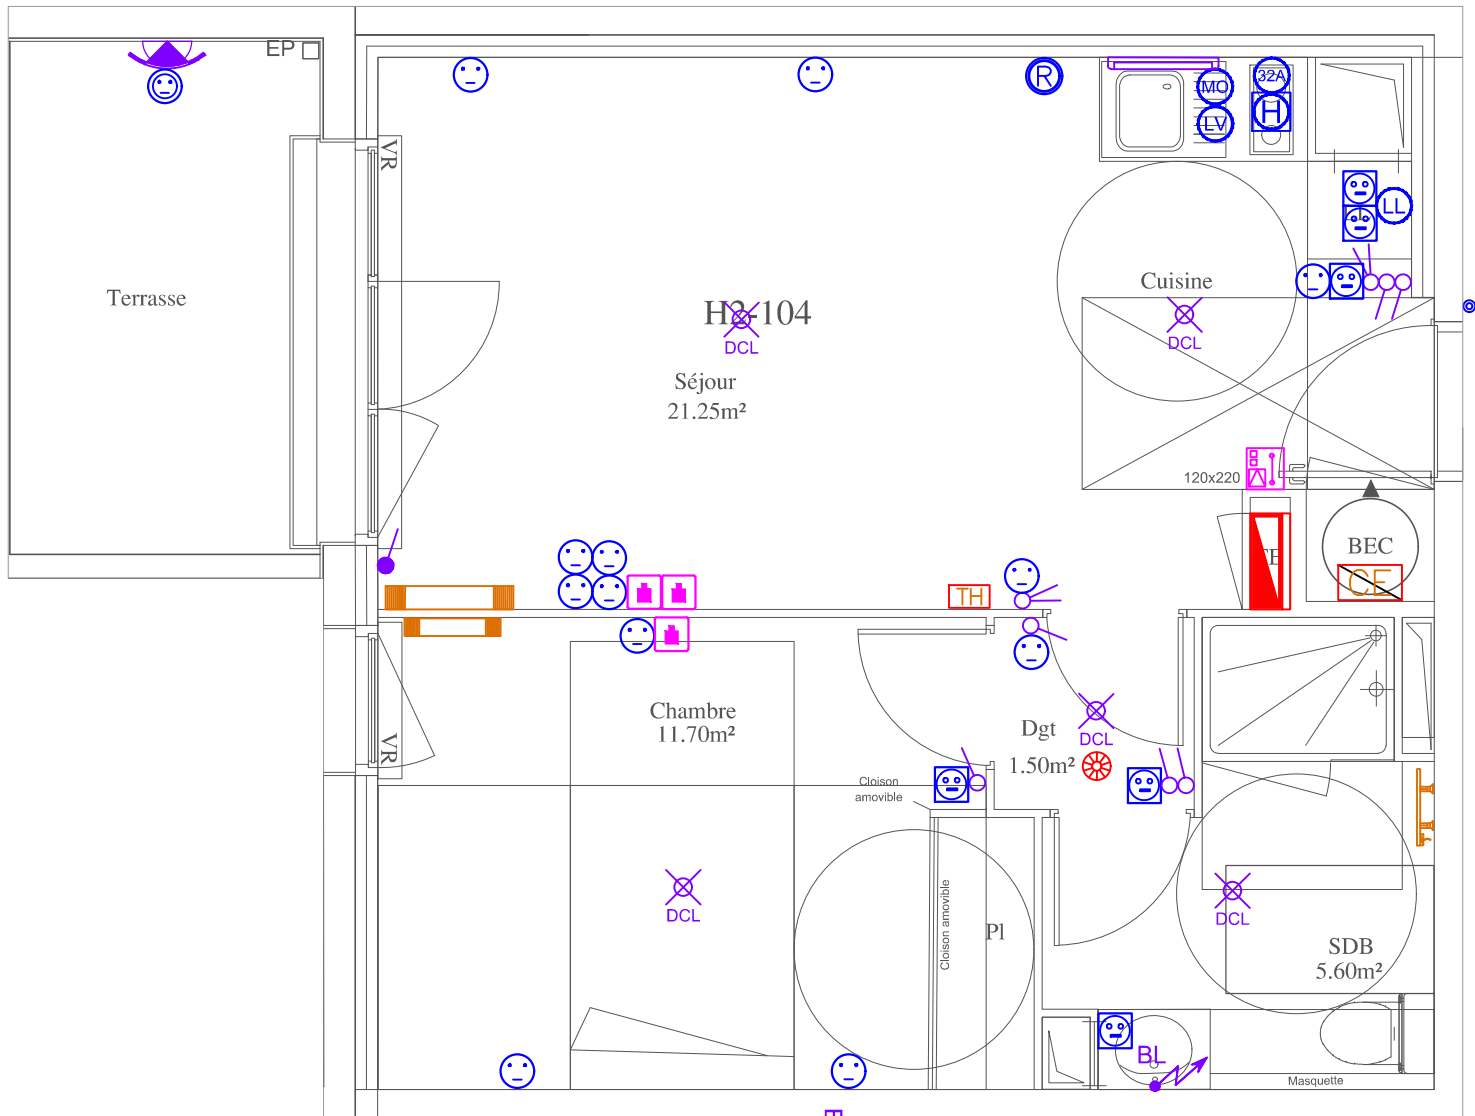 EP
R
MO
32A
LV
H
VR
LL
Terrasse
Cuisine
H2-104
DCL
DCL
Séjour
21.25m²
120x220
BEC
CE
TH
Chambre
11.70m²
VR
Dgt
1.50m²
DCL
Cloison
amovible
Cloison amovible
DCL
Pl
DCL
SDB
5.60m²
BL
Masquette